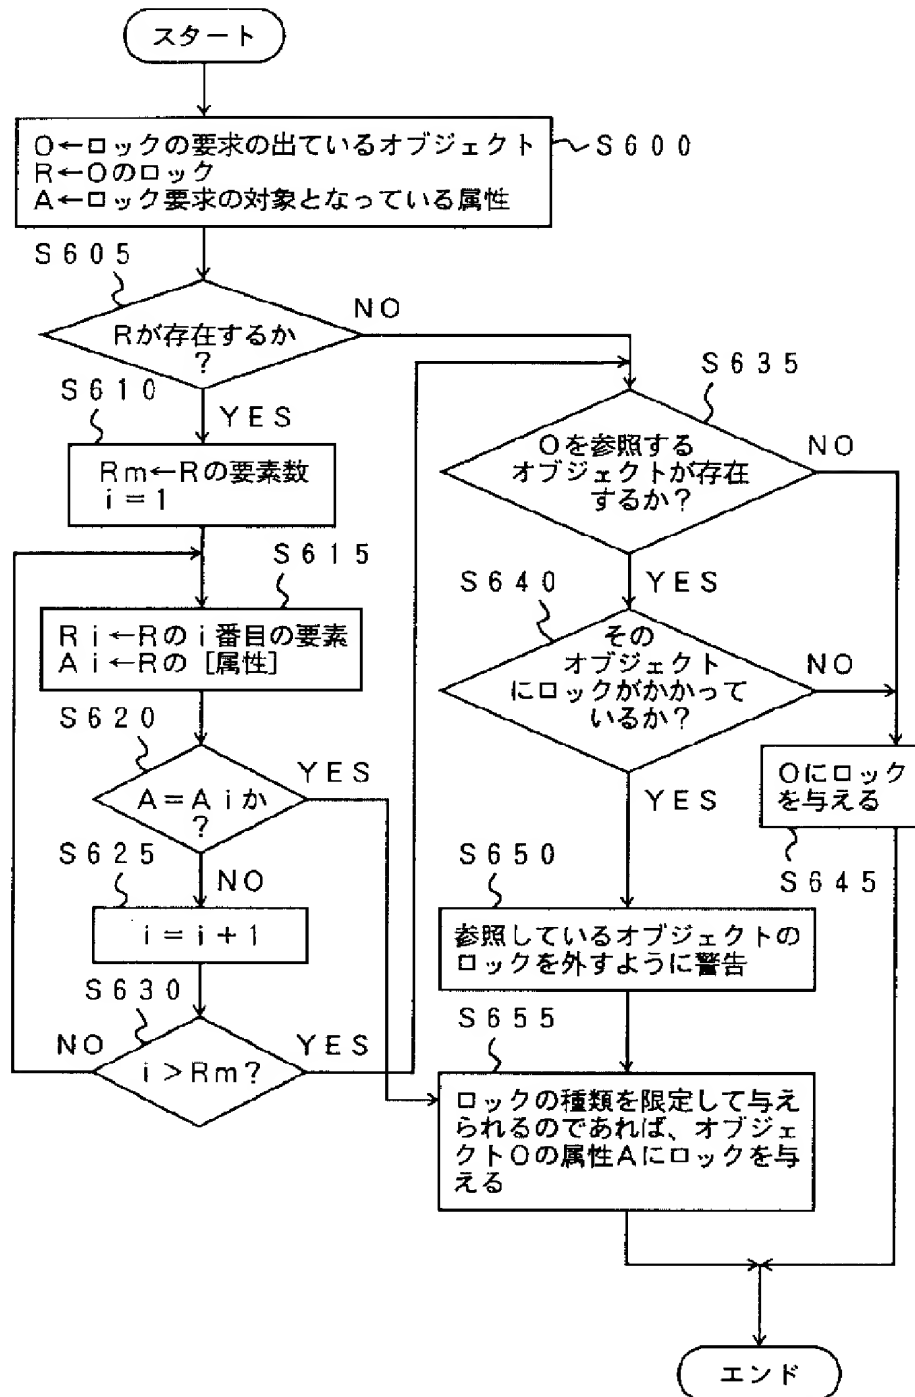 スタート
O←ロックの要求の出ているオブジェクト
R←Oのロック
A←ロック要求の対象となっている属性
S600
S605
Rが存在するか
?
NO
YES
S610
Rm←Rの要素数
i=1
S615
Ri←Rのi番目の要素
Ai←Rの[属性]
S620
A=Aiか
?
YES
NO
S625
i=i+1
S630
i>Rm?
NO
YES
S635
Oを参照する
オブジェクトが存在
するか?
NO
YES
S640
その
オブジェクト
にロックがかかって
いるか?
NO
YES
Oにロック
を与える
S645
S650
参照しているオブジェクトの
ロックを外すように警告
S655
ロックの種類を限定して与え
られるのであれば、オブジェ
クトOの属性Aにロックを与
える
エンド